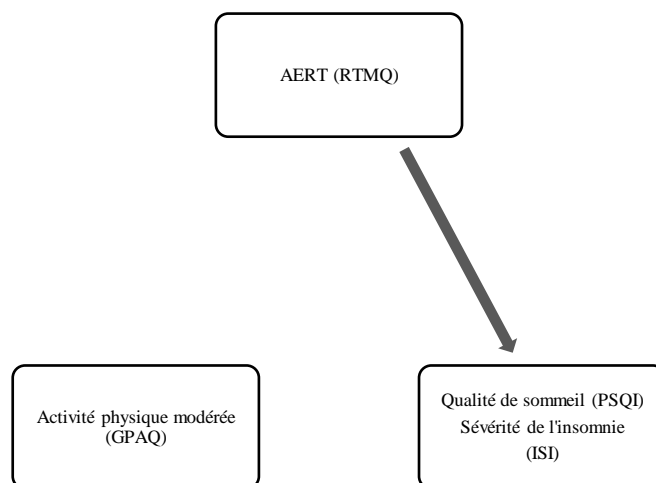 AERT (RTMQ)
Activité physique modérée
(GPAQ)
Qualité de sommeil (PSQI)
Sévérité de l'insomnie
(ISI)